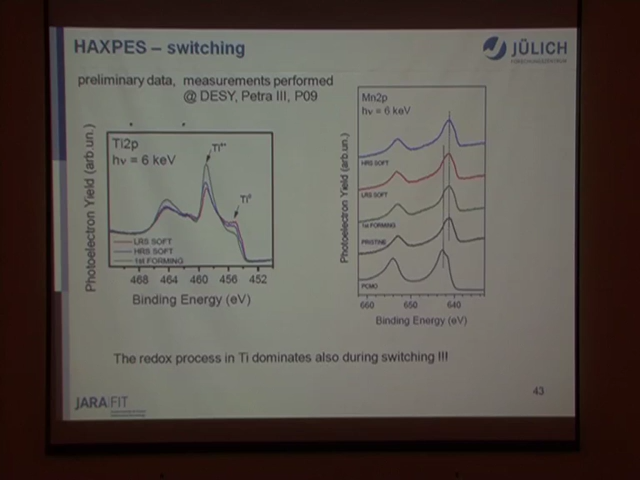 HAXPES – switching
JÜLICH
FORSCHUNGSZENTRUM
preliminary data, measurements performed
@ DESY, Petra III, P09
Ti2p
hν = 6 keV
Ti⁴⁺
Ti⁰
LRS SOFT
HRS SOFT
1st FORMING
Photoelectron Yield (arb.un.)
468 464 460 456 452
Binding Energy (eV)
Mn2p
hν = 6 keV
HRS SOFT
LRS SOFT
1st FORMING
PRISTINE
PCMO
Photoelectron Yield (arb.un.)
660 650 640
Binding Energy (eV)
The redox process in Ti dominates also during switching !!!
43
JARA|FIT